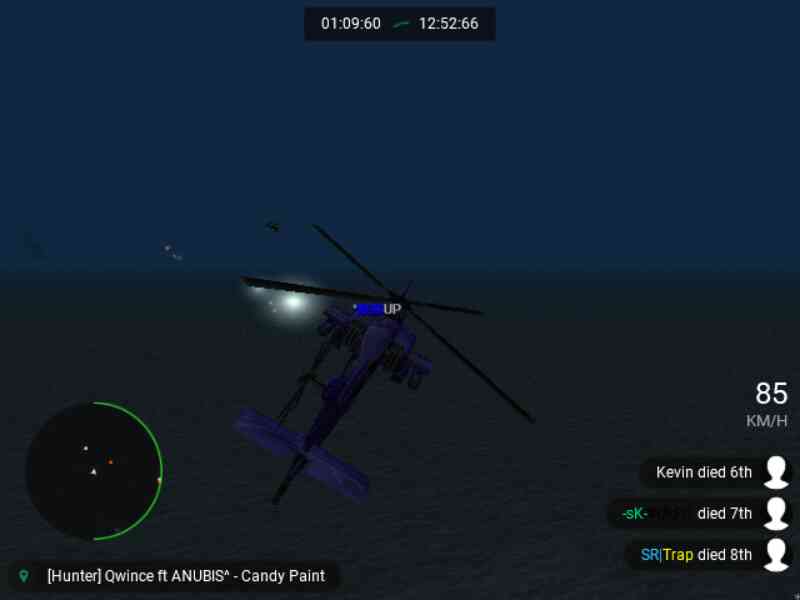 01:09:60 12:52:66
UP
85
KM/H
Kevin died 6th
-sK- died 7th
SR|Trap died 8th
[Hunter] Qwince ft ANUBIS^ - Candy Paint